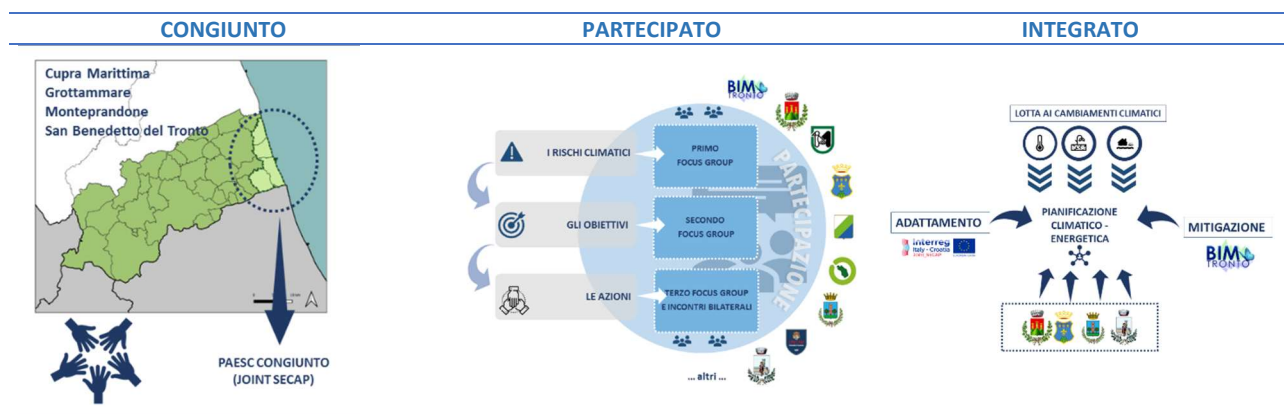 CONGIUNTO
PARTECIPATO
INTEGRATO
Cupra Marittima
Grottammare
Monteprandone
San Benedetto del Tronto
PAESC CONGIUNTO
(JOINT SECAP)
BIM
TRONTO
I RISCHI CLIMATICI
PRIMO
FOCUS GROUP
GLI OBIETTIVI
SECONDO
FOCUS GROUP
LE AZIONI
TERZO FOCUS GROUP
E INCONTRI BILATERALI
PARTECIPAZIONE
... altri ...
LOTTA AI CAMBIAMENTI CLIMATICI
ADATTAMENTO
Interreg
Italy - Croatia
PIANIFICAZIONE
CLIMATICO -
ENERGETICA
MITIGAZIONE
BIM
TRONTO